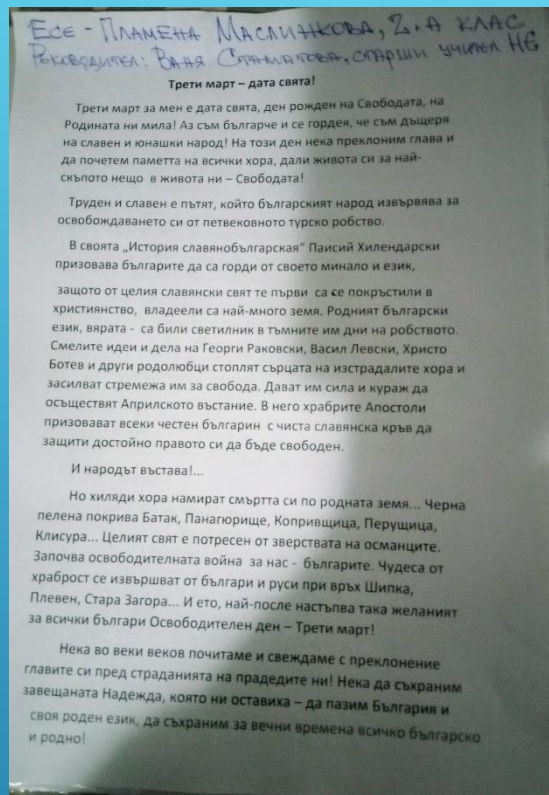 Есе - Пламена Маслинкова, 2.А клас
Ръководител: Ваня Стаматова, старши учител НЕ
Трети март – дата свята!
Трети март за мен е дата свята, ден рожден на Свободата, на
Родината ни мила! Аз съм българче и се гордея, че съм дъщеря
на славен и юнашки народ! На този ден нека преклоним глава и
да почетем паметта на всички хора, дали живота си за най-
скъпото нещо в живота ни – Свободата!
Труден и славен е пътят, който българският народ извървява за
освобождаването си от петвековното турско робство.
В своята „История славянобългарская“ Паисий Хилендарски
призовава българите да са горди от своето минало и език,
защото от целия славянски свят те първи са се покръстили в
християнство, владеели са най-много земя. Родният български
език, вярата - са били светилник в тъмните им дни на робството.
Смелите идеи и дела на Георги Раковски, Васил Левски, Христо
Ботев и други родолюбци стоплят сърцата на изстрадалите хора и
засилват стремежа им за свобода. Дават им сила и кураж да
осъществят Априлското въстание. В него храбрите Апостоли
призовават всеки честен българин с чиста славянска кръв да
защити достойно правото си да бъде свободен.
И народът въстава!...
Но хиляди хора намират смъртта си по родната земя... Черна
пелена покрива Батак, Панагюрище, Копривщица, Перущица,
Клисура... Целият свят е потресен от зверствата на османците.
Започва освободителната война за нас - българите. Чудеса от
храброст се извършват от българи и руси при връх Шипка,
Плевен, Стара Загора... И ето, най-после настъпва така желаният
за всички българи Освободителен ден – Трети март!
Нека во веки веков почитаме и свеждаме с преклонение
главите си пред страданията на прадедите ни! Нека да съхраним
завещаната Надежда, която ни оставиха – да пазим България и
своя роден език, да съхраним за вечни времена всичко българско
и родно!